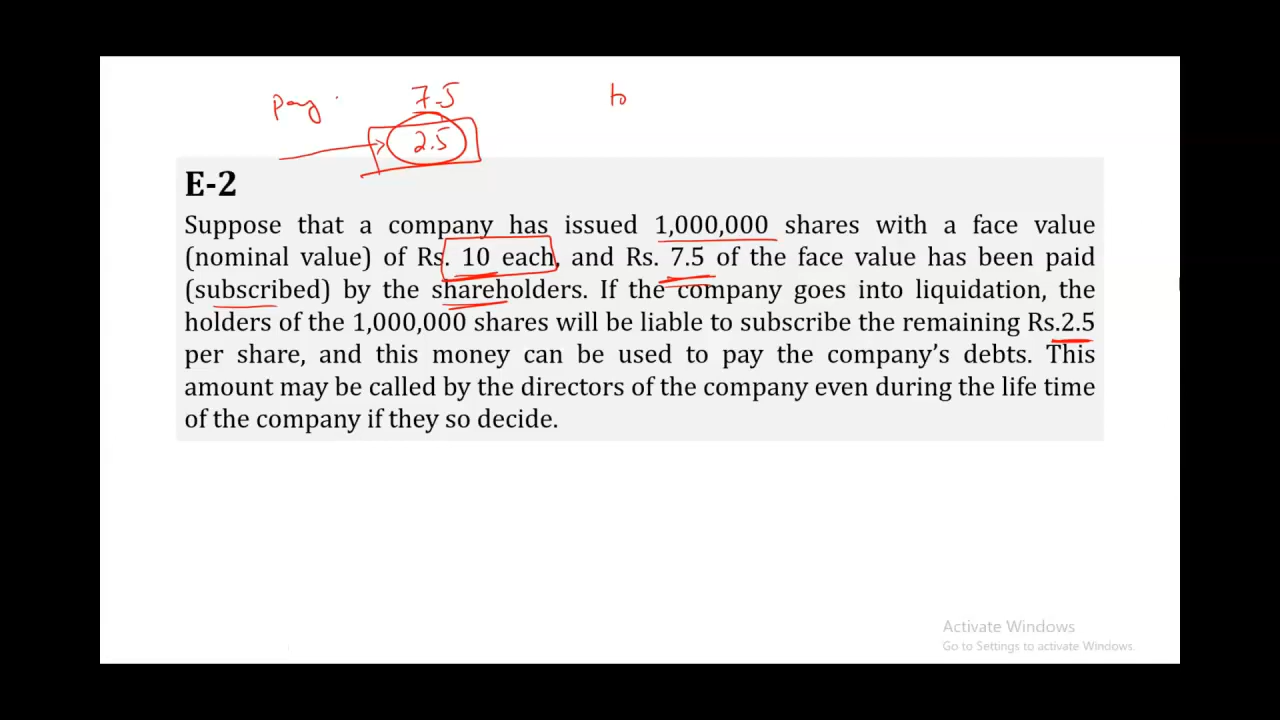 pay. 7.5 to
2.5
E-2
Suppose that a company has issued 1,000,000 shares with a face value
(nominal value) of Rs. 10 each, and Rs. 7.5 of the face value has been paid
(subscribed) by the shareholders. If the company goes into liquidation, the
holders of the 1,000,000 shares will be liable to subscribe the remaining Rs.2.5
per share, and this money can be used to pay the company’s debts. This
amount may be called by the directors of the company even during the life time
of the company if they so decide.
Activate Windows
Go to Settings to activate Windows.